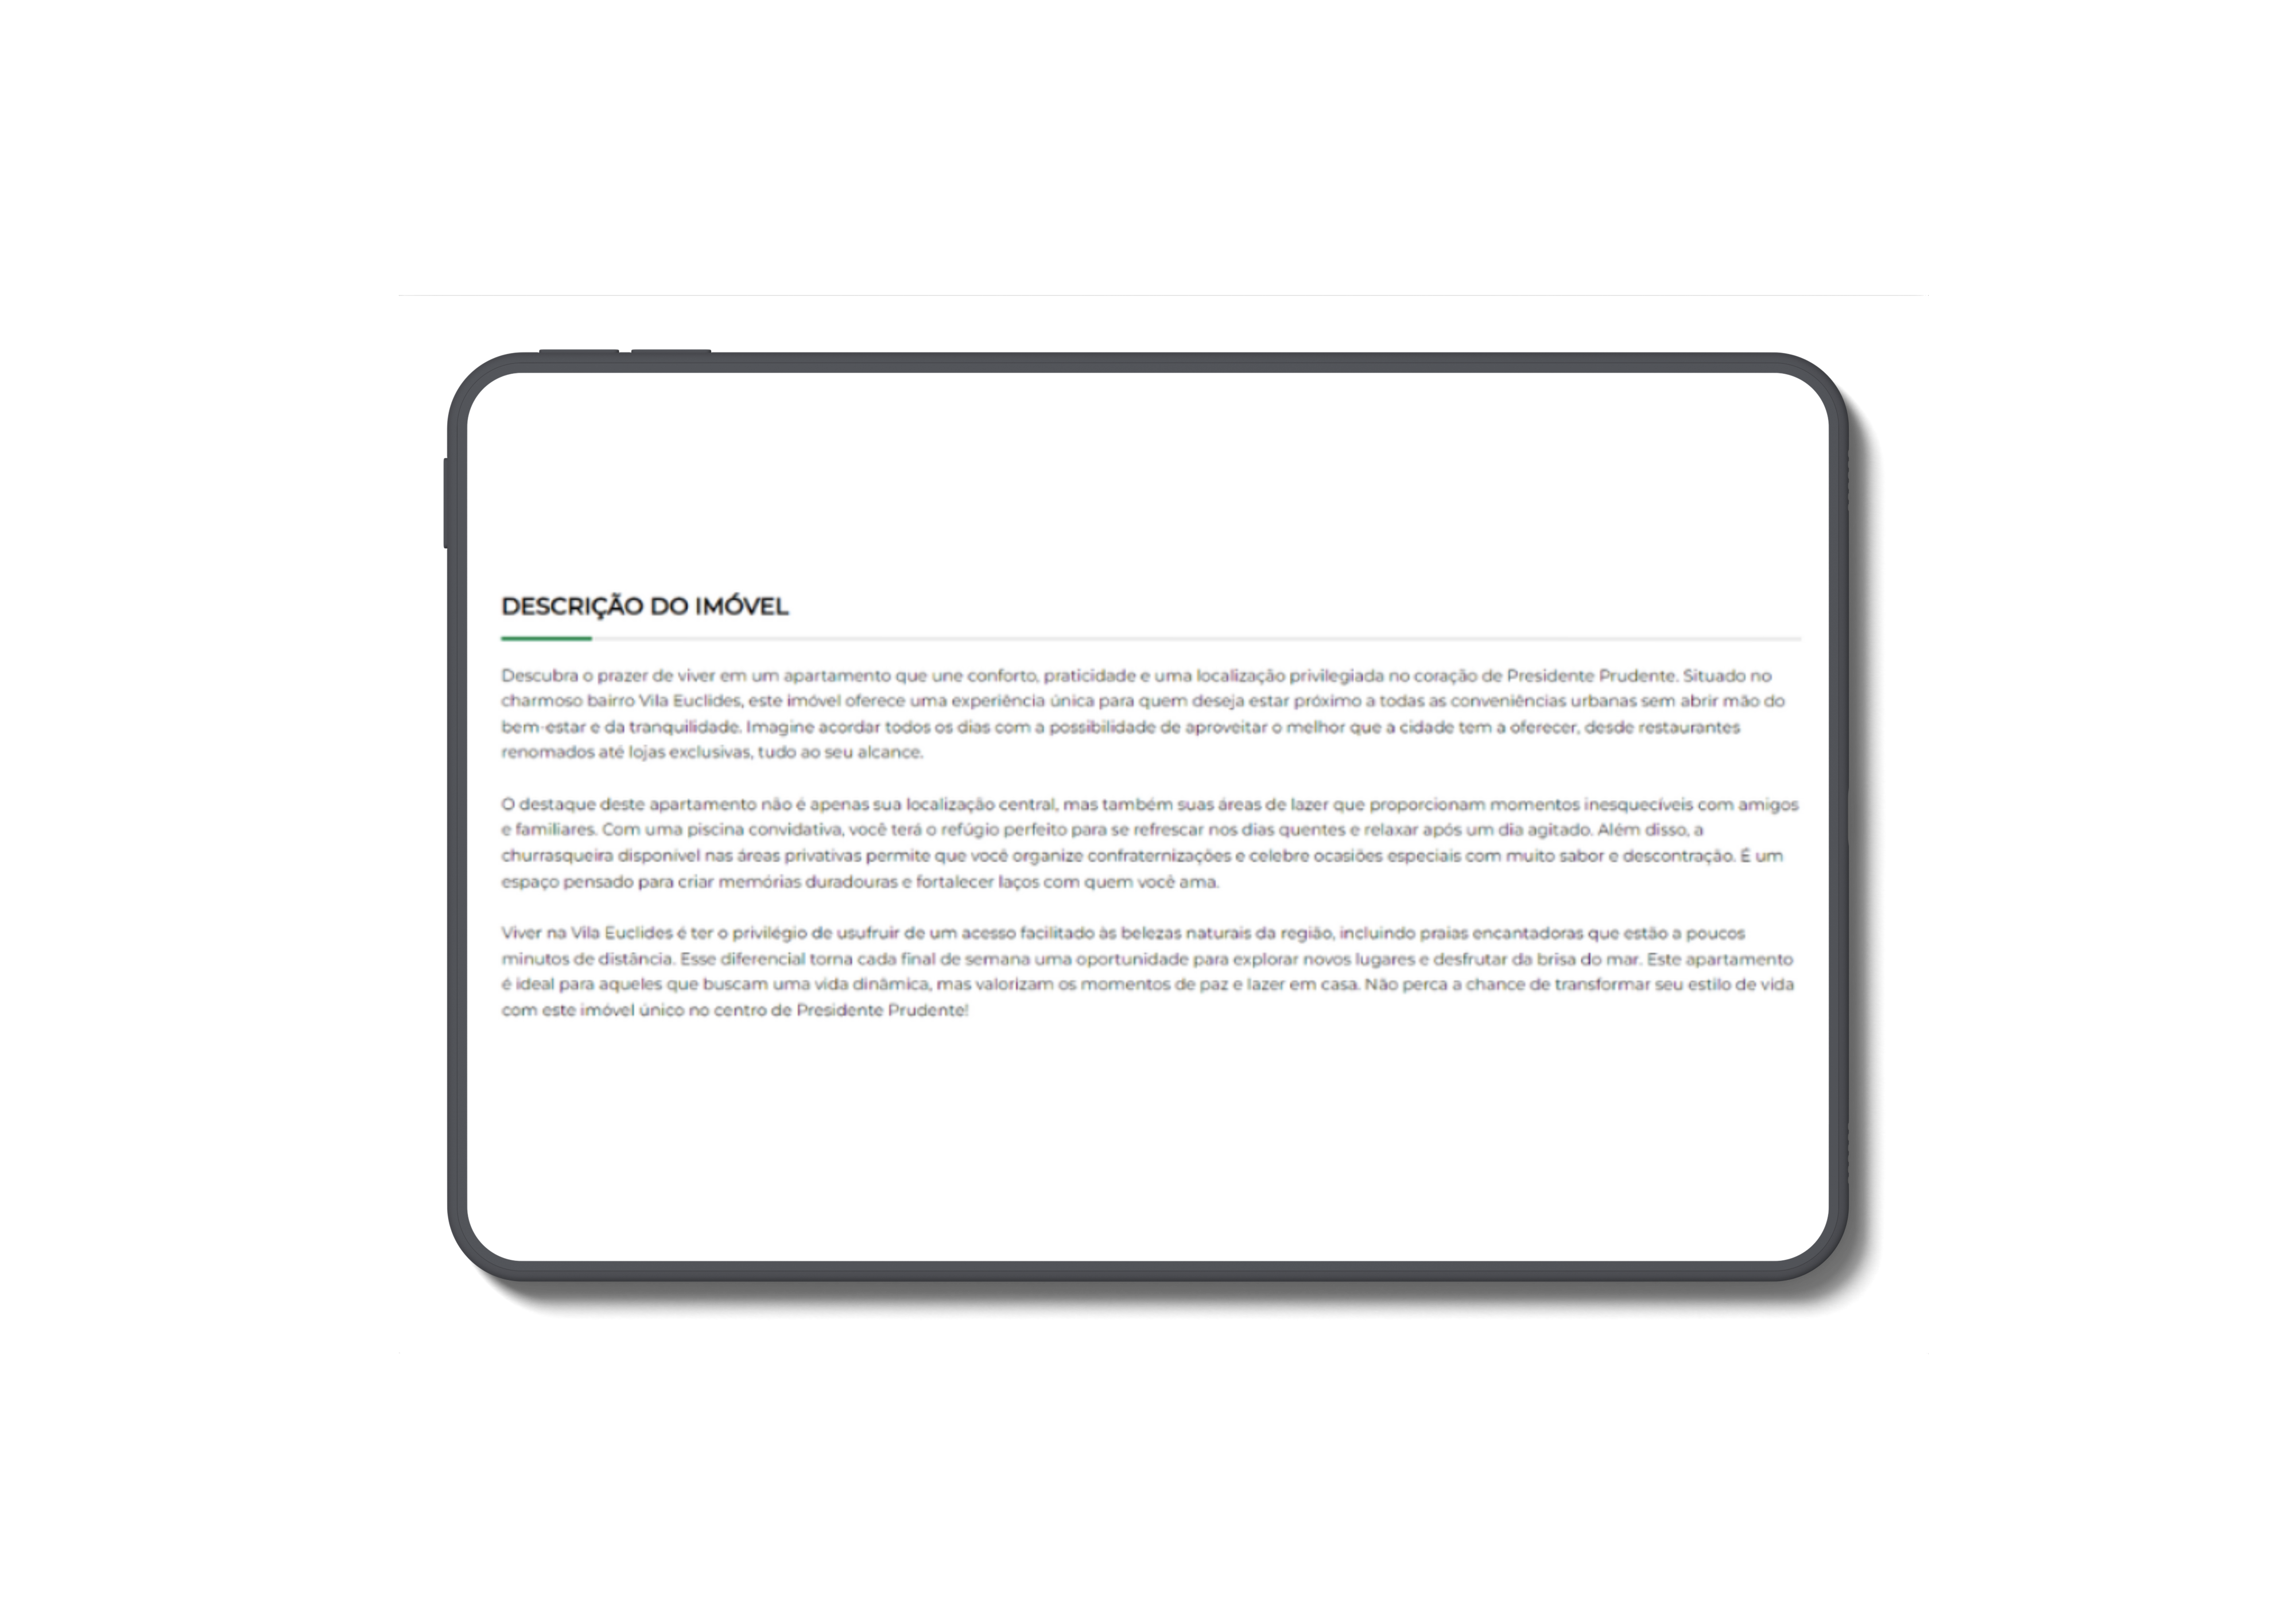 DESCRIÇÃO DO IMÓVEL
Descubra o prazer de viver em um apartamento que une conforto, praticidade e uma localização privilegiada no coração de Presidente Prudente. Situado no
charmoso bairro Vila Euclides, este imóvel oferece uma experiência única para quem deseja estar próximo a todas as conveniências urbanas sem abrir mão do
bem-estar e da tranquilidade. Imagine acordar todos os dias com a possibilidade de aproveitar o melhor que a cidade tem a oferecer, desde restaurantes
renomados até lojas exclusivas, tudo ao seu alcance.
O destaque deste apartamento não é apenas sua localização central, mas também suas áreas de lazer que proporcionam momentos inesquecíveis com amigos
e familiares. Com uma piscina convidativa, você terá o refúgio perfeito para se refrescar nos dias quentes e relaxar após um dia agitado. Além disso, a
churrasqueira disponível nas áreas privativas permite que você organize confraternizações e celebre ocasiões especiais com muito sabor e descontração. É um
espaço pensado para criar memórias duradouras e fortalecer laços com quem você ama.
Viver na Vila Euclides é ter o privilégio de usufruir de um acesso facilitado às belezas naturais da região, incluindo praias encantadoras que estão a poucos
minutos de distância. Esse diferencial torna cada final de semana uma oportunidade para explorar novos lugares e desfrutar da brisa do mar. Este apartamento
é ideal para aqueles que buscam uma vida dinâmica, mas valorizam os momentos de paz e lazer em casa. Não perca a chance de transformar seu estilo de vida
com este imóvel único no centro de Presidente Prudente!